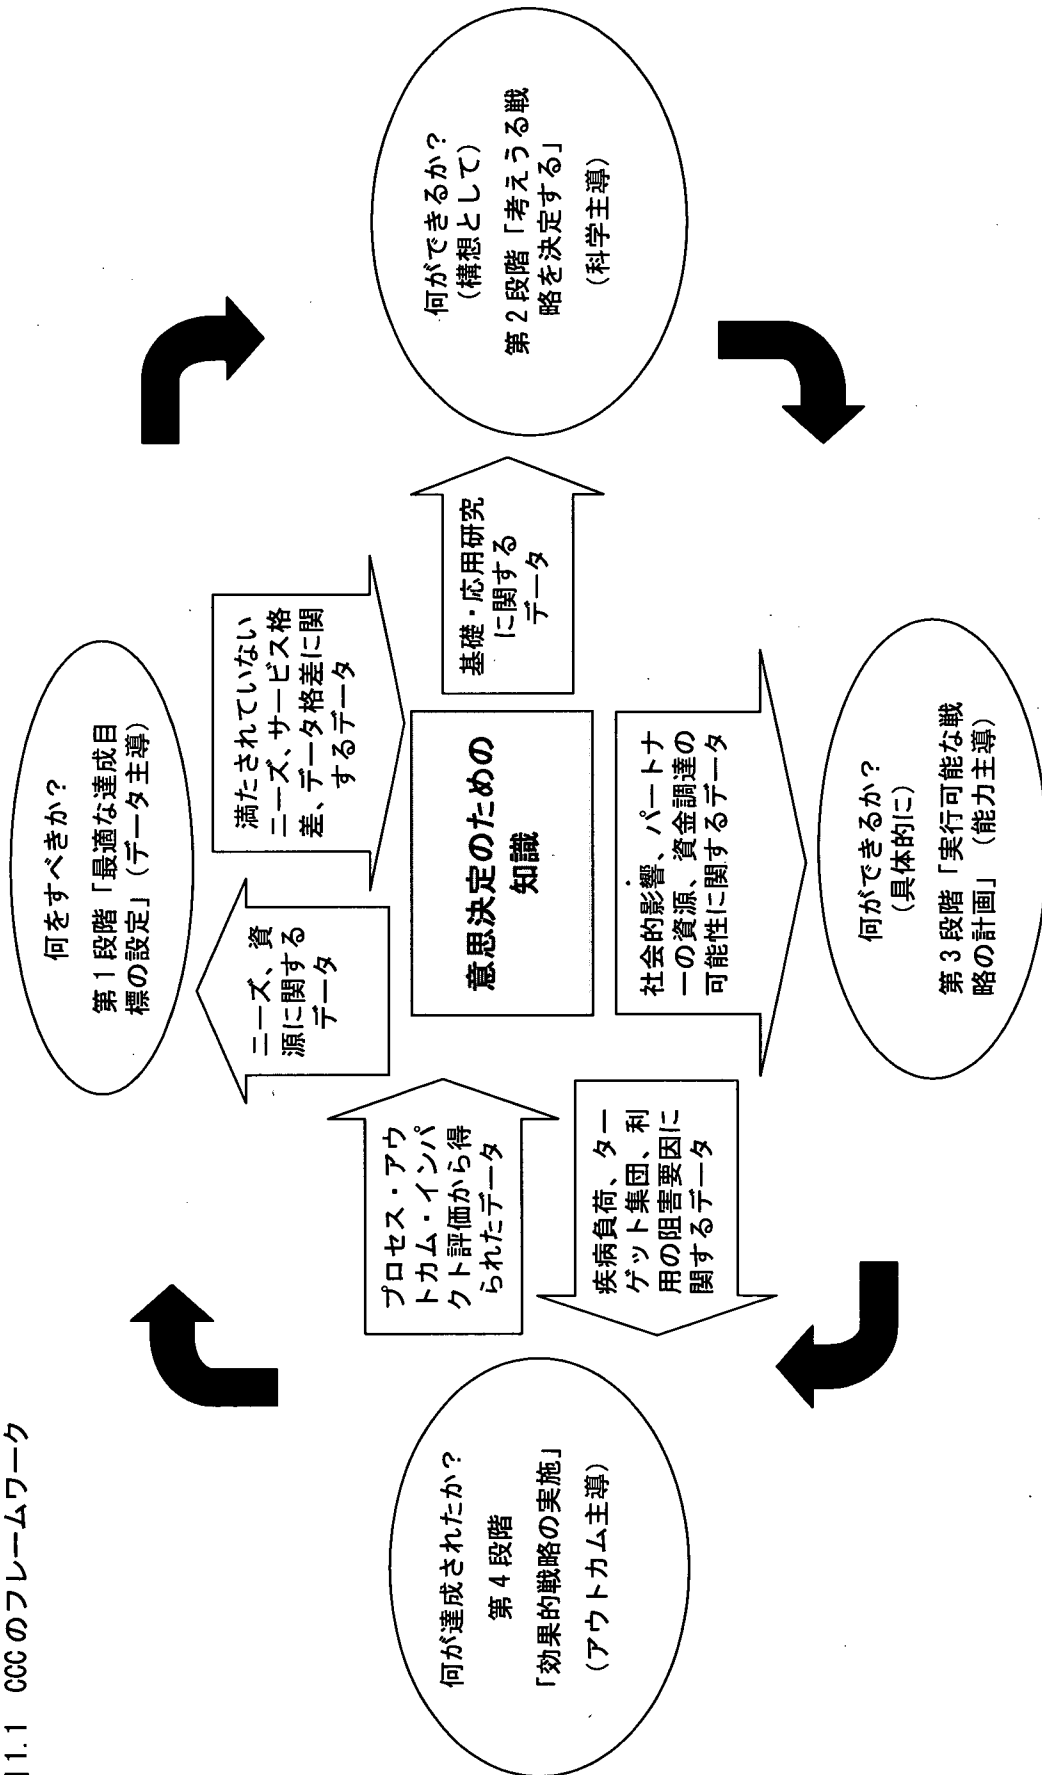 1.1 CCCのフレームワーク
何をすべきか？
第1段階「最適な達成目
標の設定」（データ主導）
ニーズ、資
源に関する
データ
満たされていない
ニーズ、サービス格
差、データ格差に関
するデータ
何ができるか？
（構想として）
第2段階「考えうる戦
略を決定する」
（科学主導）
基礎・応用研究
に関する
データ
意思決定のための
知識
プロセス・アウ
トカム・インパ
クト評価から得
られたデータ
疾病負荷、ター
ゲット集団、利
用の阻害要因に
関するデータ
社会的影響、パートナ
ーの資源、資金調達の
可能性に関するデータ
何ができるか？
（具体的に）
第3段階「実行可能な戦
略の計画」（能力主導）
何が達成されたか？
第4段階
「効果的戦略の実施」
（アウトカム主導）